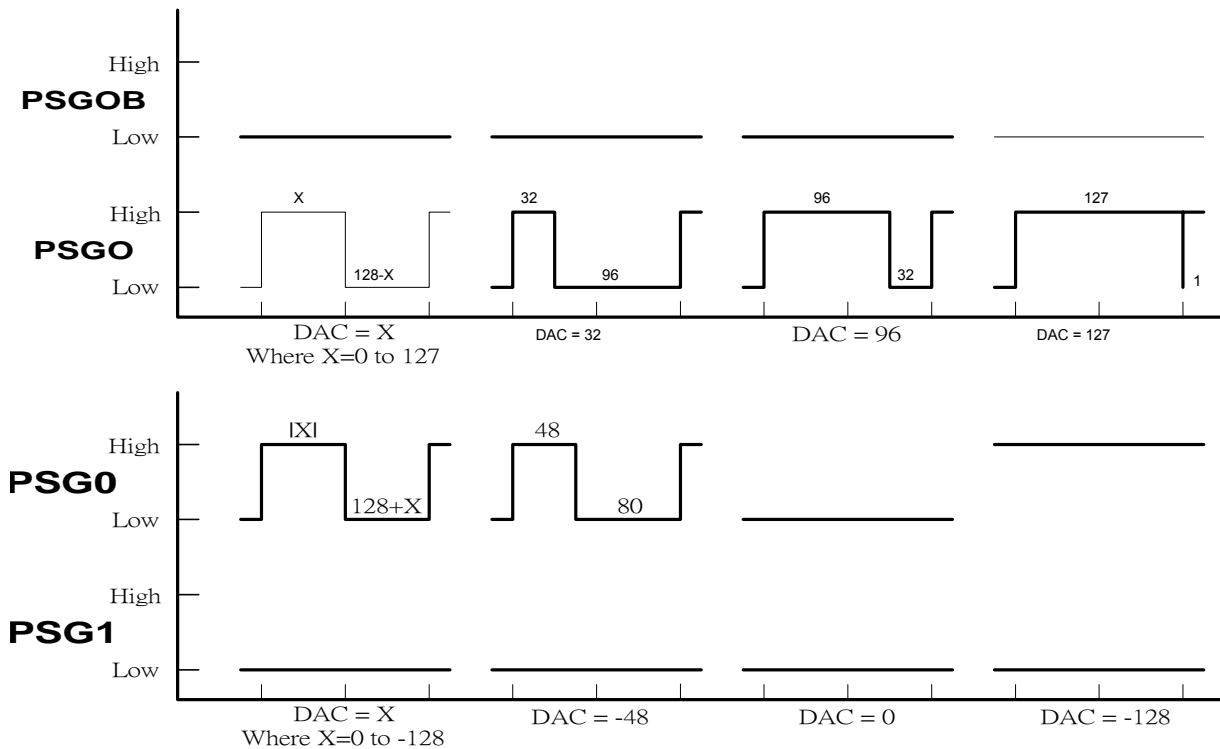 High
PSGOB
Low
X
32
96
127
High
PSGO
128-X
96
32
1
Low
DAC = X
Where X=0 to 127
DAC = 32
DAC = 96
DAC = 127
|X|
48
High
PSG0
128+X
80
Low
High
PSG1
Low
DAC = X
Where X=0 to -128
DAC = -48
DAC = 0
DAC = -128